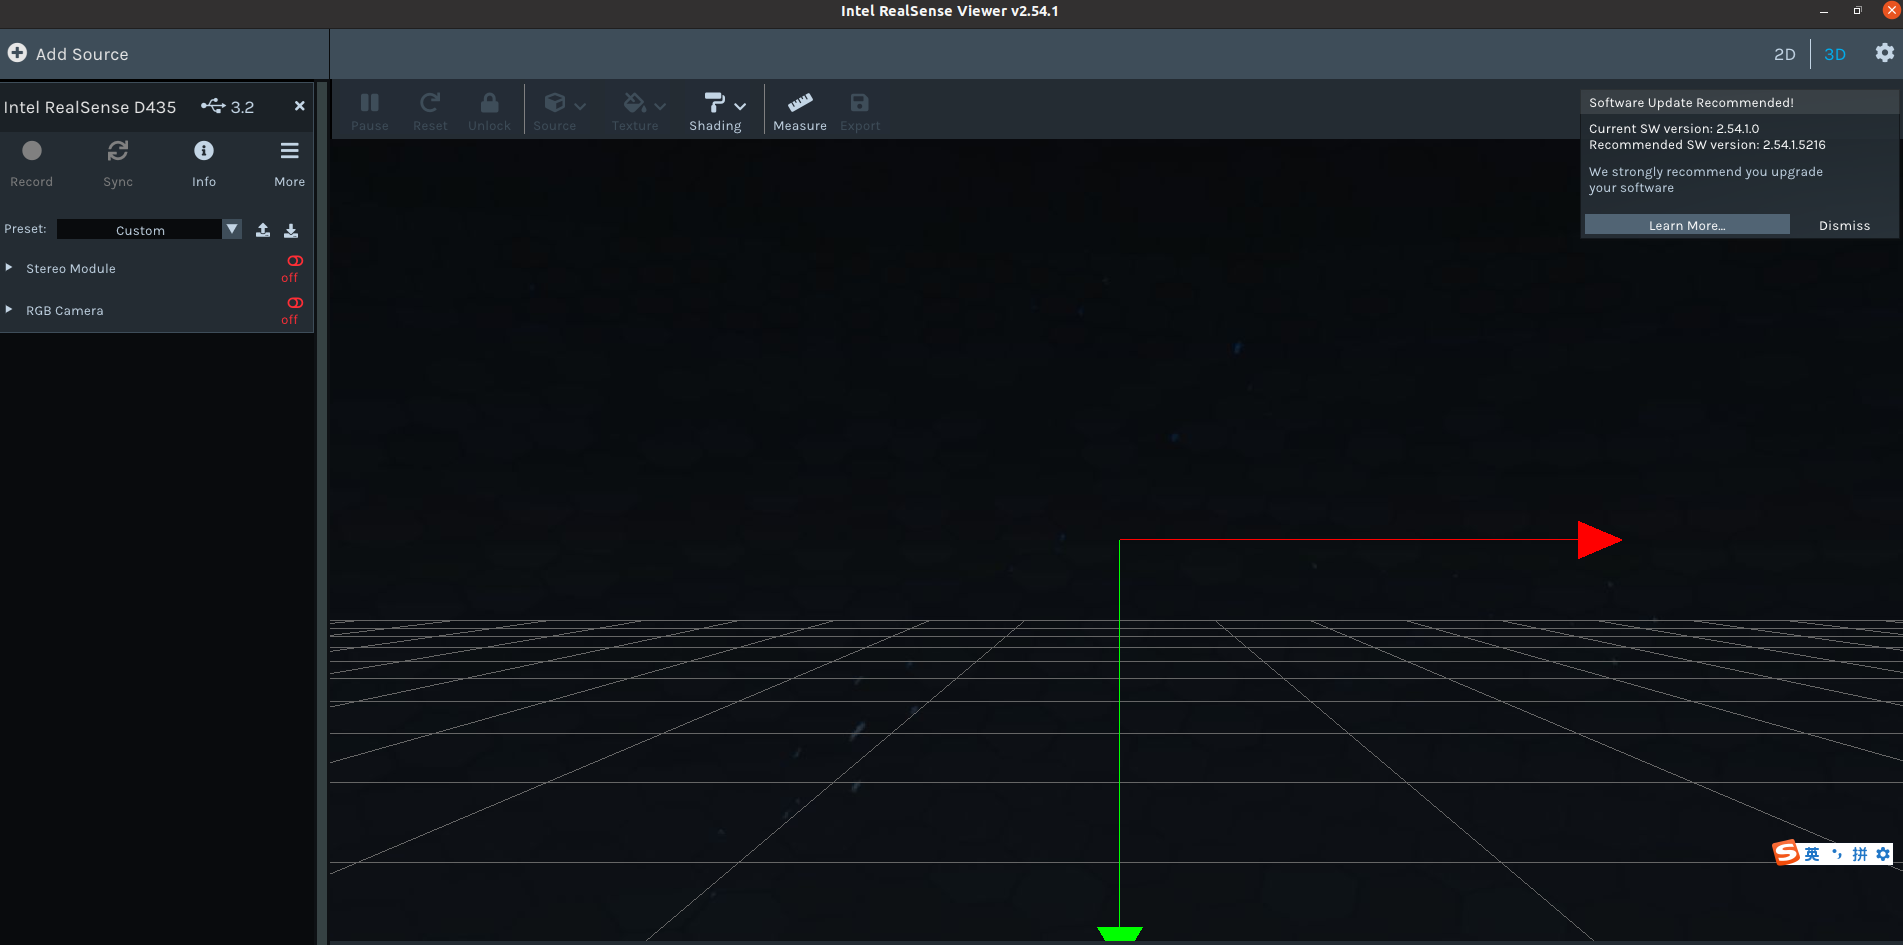 Intel RealSense Viewer v2.54.1
Add Source
2D
3D
Intel RealSense D435 3.2
Pause
Reset
Unlock
Source
Texture
Shading
Measure
Export
Record
Sync
Info
More
Preset: Custom
Stereo Module
off
RGB Camera
off
Software Update Recommended!
Current SW version: 2.54.1.0
Recommended SW version: 2.54.1.5216
We strongly recommend you upgrade
your software
Learn More...
Dismiss
S 英 拼